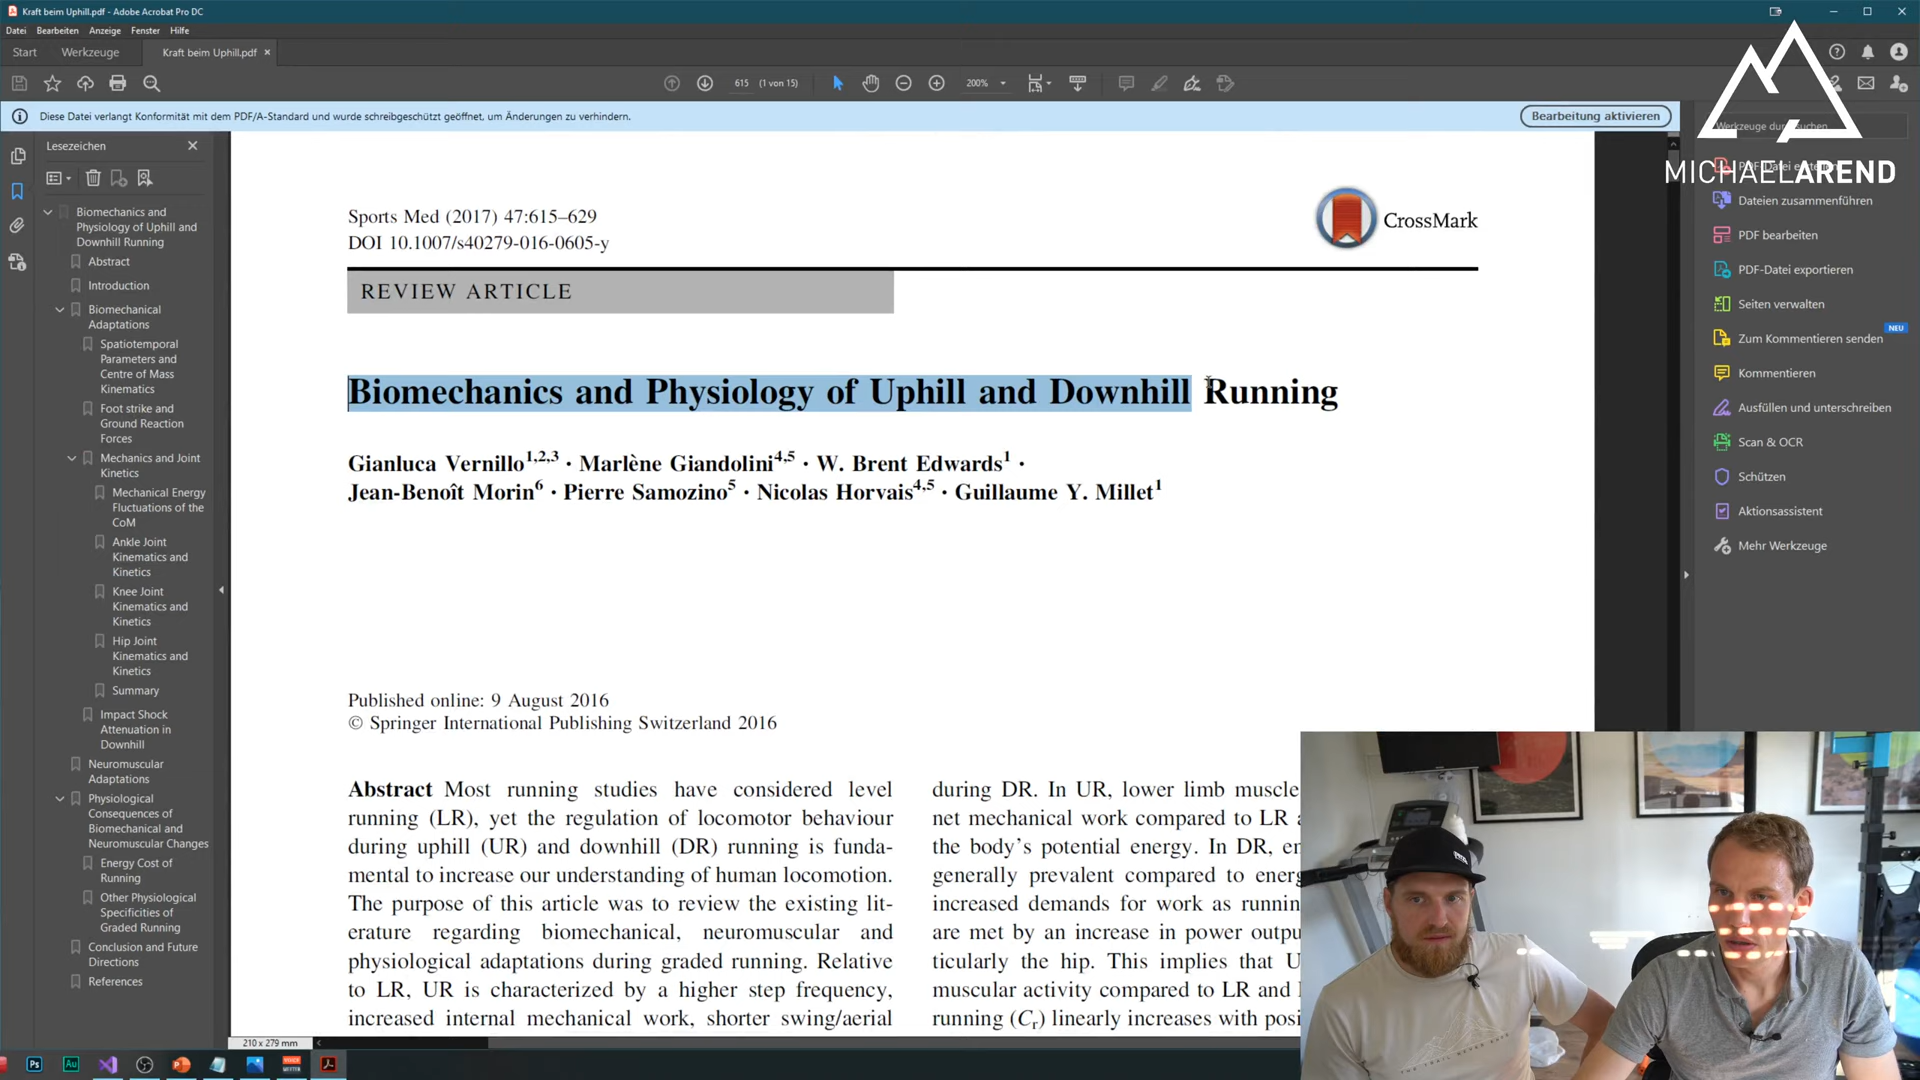 Kraft beim Uphill.pdf - Adobe Acrobat Pro DC
Datei Bearbeiten Anzeige Fenster Hilfe
Start Werkzeuge Kraft beim Uphill.pdf ×
615 (1 von 15) 200%
Diese Datei verlangt Konformität mit dem PDF/A-Standard und wurde schreibgeschützt geöffnet, um Änderungen zu verhindern.
Bearbeitung aktivieren
MICHAELAREND
Lesezeichen
Biomechanics and
Physiology of Uphill and
Downhill Running
Abstract
Introduction
Biomechanical
Adaptations
Spatiotemporal
Parameters and
Centre of Mass
Kinematics
Foot strike and
Ground Reaction
Forces
Mechanics and Joint
Kinetics
Mechanical Energy
Fluctuations of the
CoM
Ankle Joint
Kinematics and
Kinetics
Knee Joint
Kinematics and
Kinetics
Hip Joint
Kinematics and
Kinetics
Summary
Impact Shock
Attenuation in
Downhill
Neuromuscular
Adaptations
Physiological
Consequences of
Biomechanical and
Neuromuscular Changes
Energy Cost of
Running
Other Physiological
Specificities of
Graded Running
Conclusion and Future
Directions
References
Sports Med (2017) 47:615–629
DOI 10.1007/s40279-016-0605-y
CrossMark
REVIEW ARTICLE
Biomechanics and Physiology of Uphill and Downhill Running
Gianluca Vernillo1,2,3 · Marlène Giandolini4,5 · W. Brent Edwards1 ·
Jean-Benoît Morin6 · Pierre Samozino5 · Nicolas Horvais4,5 · Guillaume Y. Millet1
Published online: 9 August 2016
© Springer International Publishing Switzerland 2016
Abstract Most running studies have considered level
running (LR), yet the regulation of locomotor behaviour
during uphill (UR) and downhill (DR) running is funda-
mental to increase our understanding of human locomotion.
The purpose of this article was to review the existing lit-
erature regarding biomechanical, neuromuscular and
physiological adaptations during graded running. Relative
to LR, UR is characterized by a higher step frequency,
increased internal mechanical work, shorter swing/aerial
during DR. In UR, lower limb muscle
net mechanical work compared to LR
the body's potential energy. In DR, en
generally prevalent compared to energ
increased demands for work as runnin
are met by an increase in power outpu
ticularly the hip. This implies that U
muscular activity compared to LR and
running (Cr) linearly increases with posi
210 x 279 mm
Werkzeuge durchsuchen
PDF-Datei erstellen
Dateien zusammenführen
PDF bearbeiten
PDF-Datei exportieren
Seiten verwalten
NEU
Zum Kommentieren senden
Kommentieren
Ausfüllen und unterschreiben
Scan & OCR
Schützen
Aktionsassistent
Mehr Werkzeuge
Ps Au